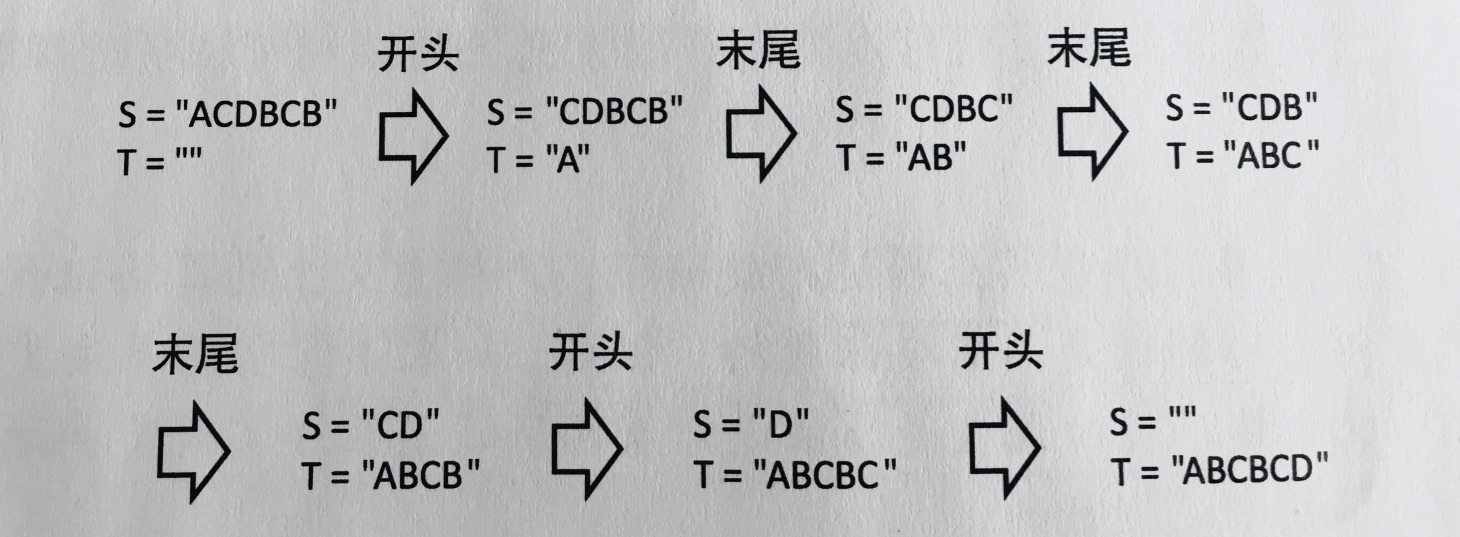 开头 末尾 末尾
S = "ACDBCB" S = "CDBCB" S = "CDBC" S = "CDB"
T = "" T = "A" T = "AB" T = "ABC"
末尾 开头 开头
S = "CD" S = "D" S = ""
T = "ABCB" T = "ABCBC" T = "ABCBCD"